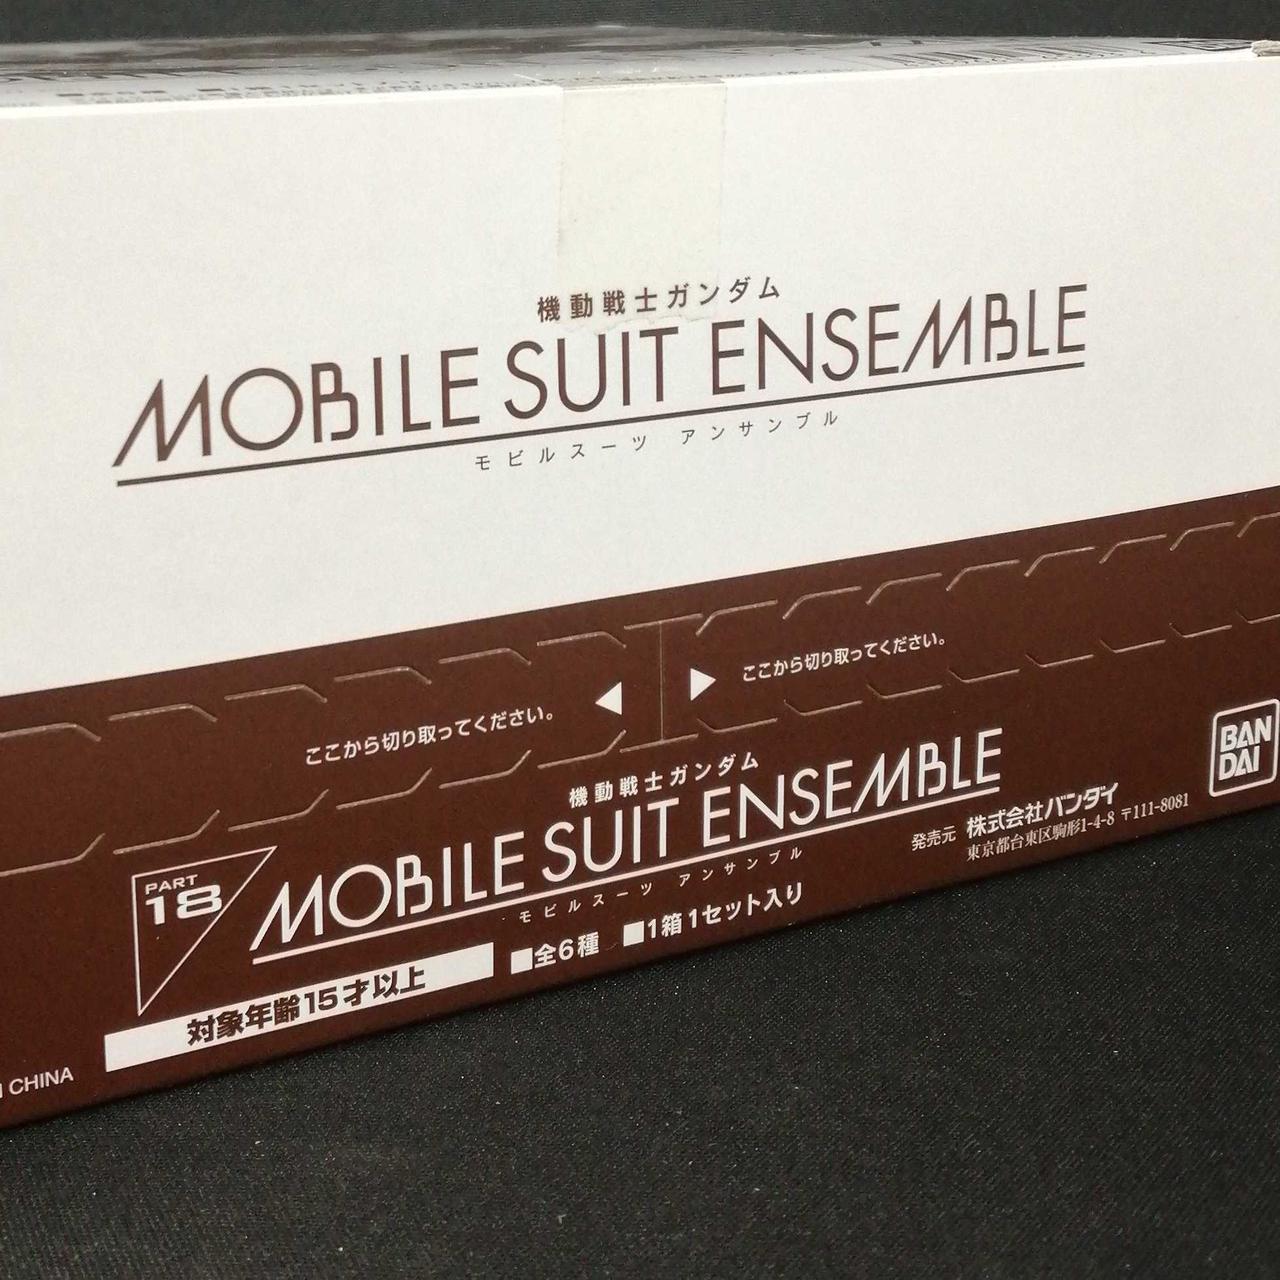 機動戦士ガンダム
MOBILE SUIT ENSEMBLE
モビルスーツ アンサンブル
ここから切り取ってください。
ここから切り取ってください。
機動戦士ガンダム
MOBILE SUIT ENSEMBLE
モビルスーツ アンサンブル
PART
18
■全6種 ■1箱1セット入り
対象年齢15才以上
発売元 株式会社バンダイ
東京都台東区駒形1-4-8 〒111-8081
BAN
DAI
CHINA